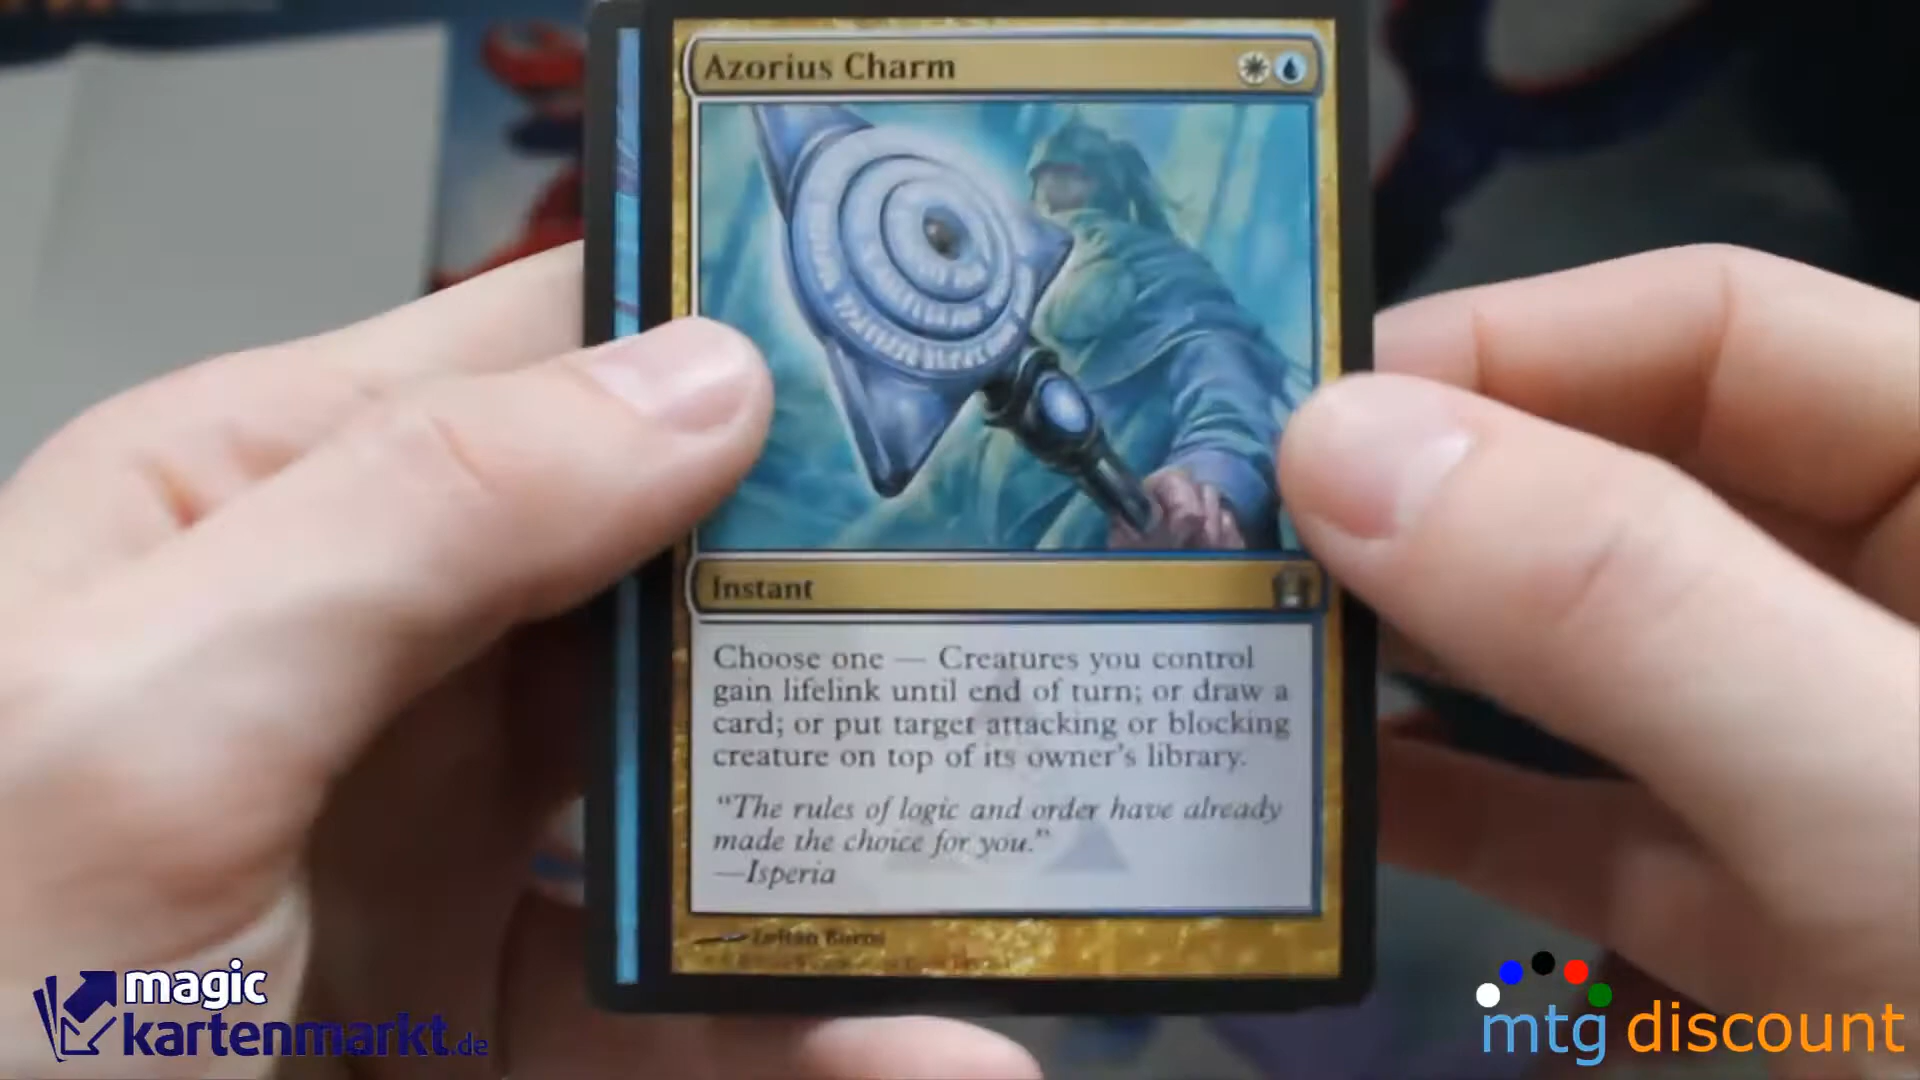 Azorius Charm
Instant
Choose one — Creatures you control
gain lifelink until end of turn; or draw a
card; or put target attacking or blocking
creature on top of its owner's library.
"The rules of logic and order have already
made the choice for you."
—Isperia
magic
kartenmarkt.de
mtg discount